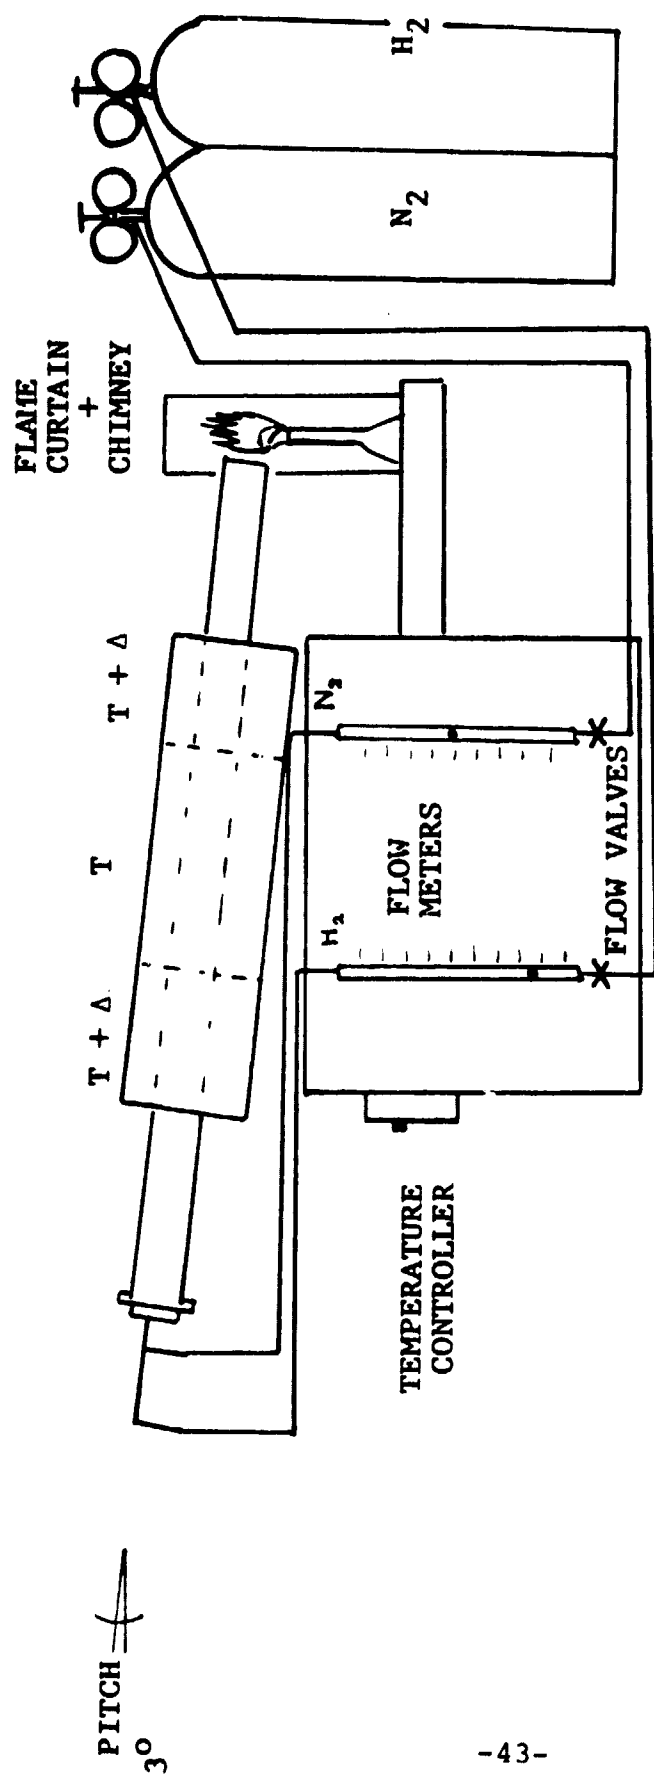 FLAME
CURTAIN
+
CHIMNEY
H₂
N₂
T + Δ
T
T + Δ
N₂
H₂
FLOW
METERS
FLOW VALVES
TEMPERATURE
CONTROLLER
PITCH
3°
-43-